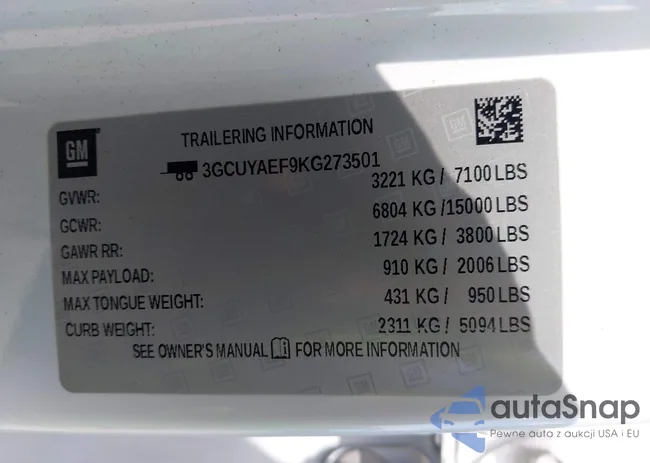 GM
TRAILERING INFORMATION
3GCUYAEF9KG273501
GVWR: 3221 KG / 7100 LBS
GCWR: 6804 KG /15000 LBS
GAWR RR: 1724 KG / 3800 LBS
MAX PAYLOAD: 910 KG / 2006 LBS
MAX TONGUE WEIGHT: 431 KG / 950 LBS
CURB WEIGHT: 2311 KG / 5094 LBS
SEE OWNER'S MANUAL FOR MORE INFORMATION
autaSnap
Pewne auta z aukcji USA i EU